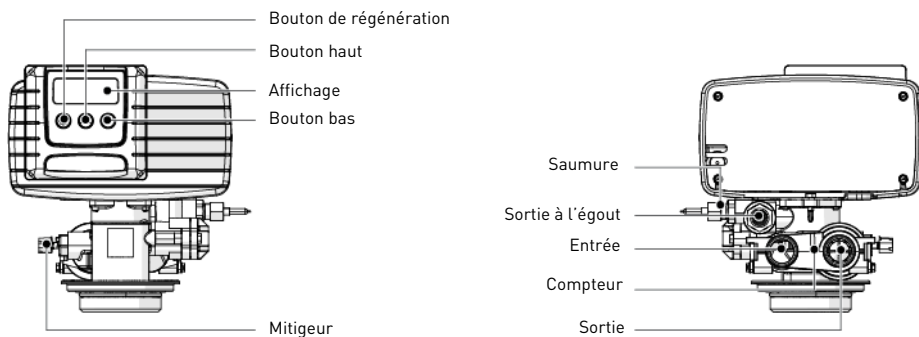 Bouton de régénération
Bouton haut
Affichage
Bouton bas
Mitigeur
Saumure
Sortie à l'égout
Entrée
Compteur
Sortie